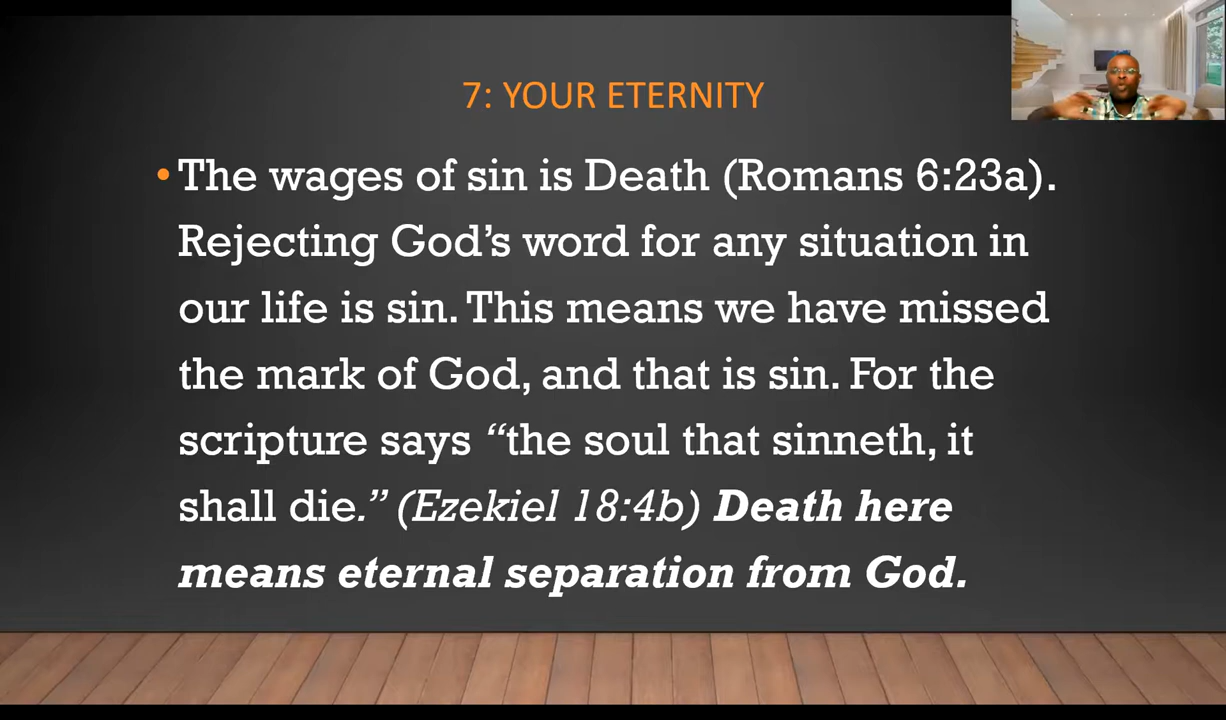 7: YOUR ETERNITY
• The wages of sin is Death (Romans 6:23a).
Rejecting God’s word for any situation in
our life is sin. This means we have missed
the mark of God, and that is sin. For the
scripture says “the soul that sinneth, it
shall die.” (Ezekiel 18:4b) Death here
means eternal separation from God.